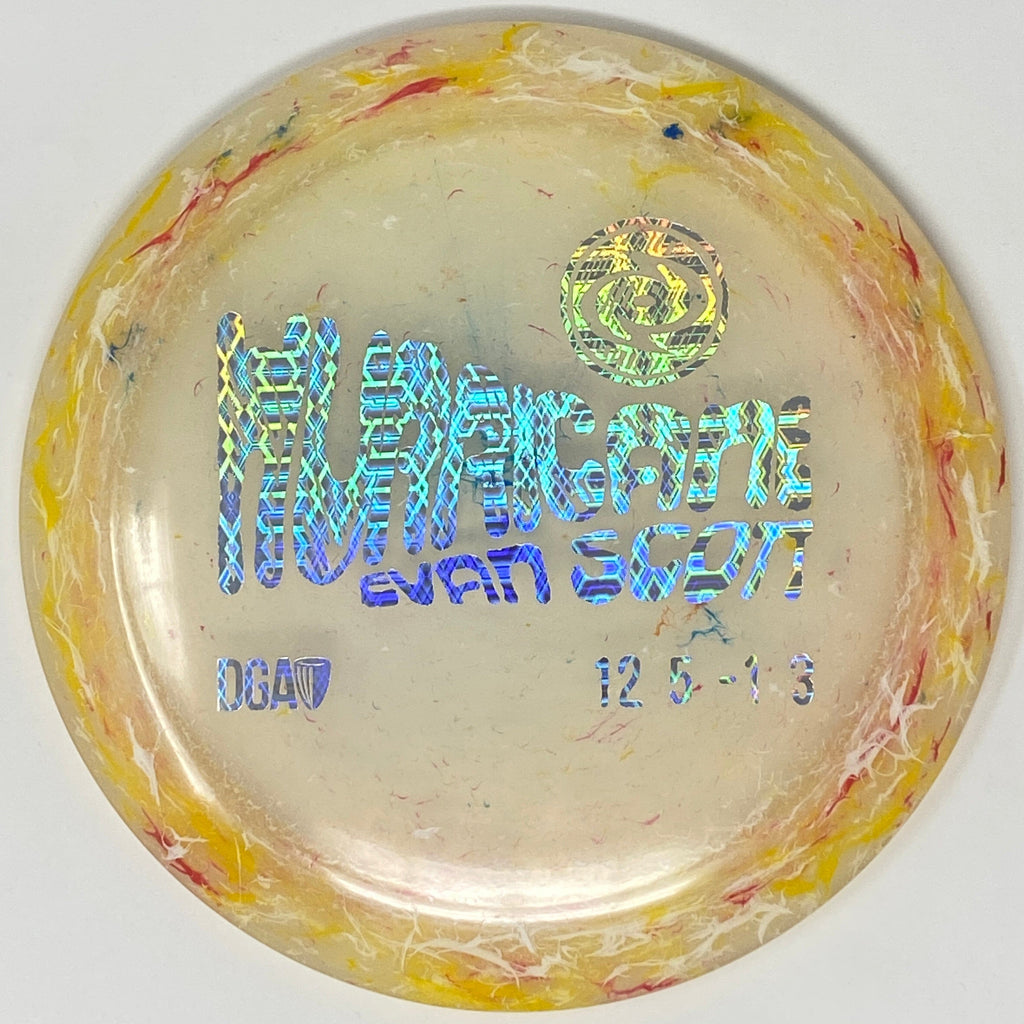 HURRICANE
EVAN SCOTT
DGA 12 5 -1 3